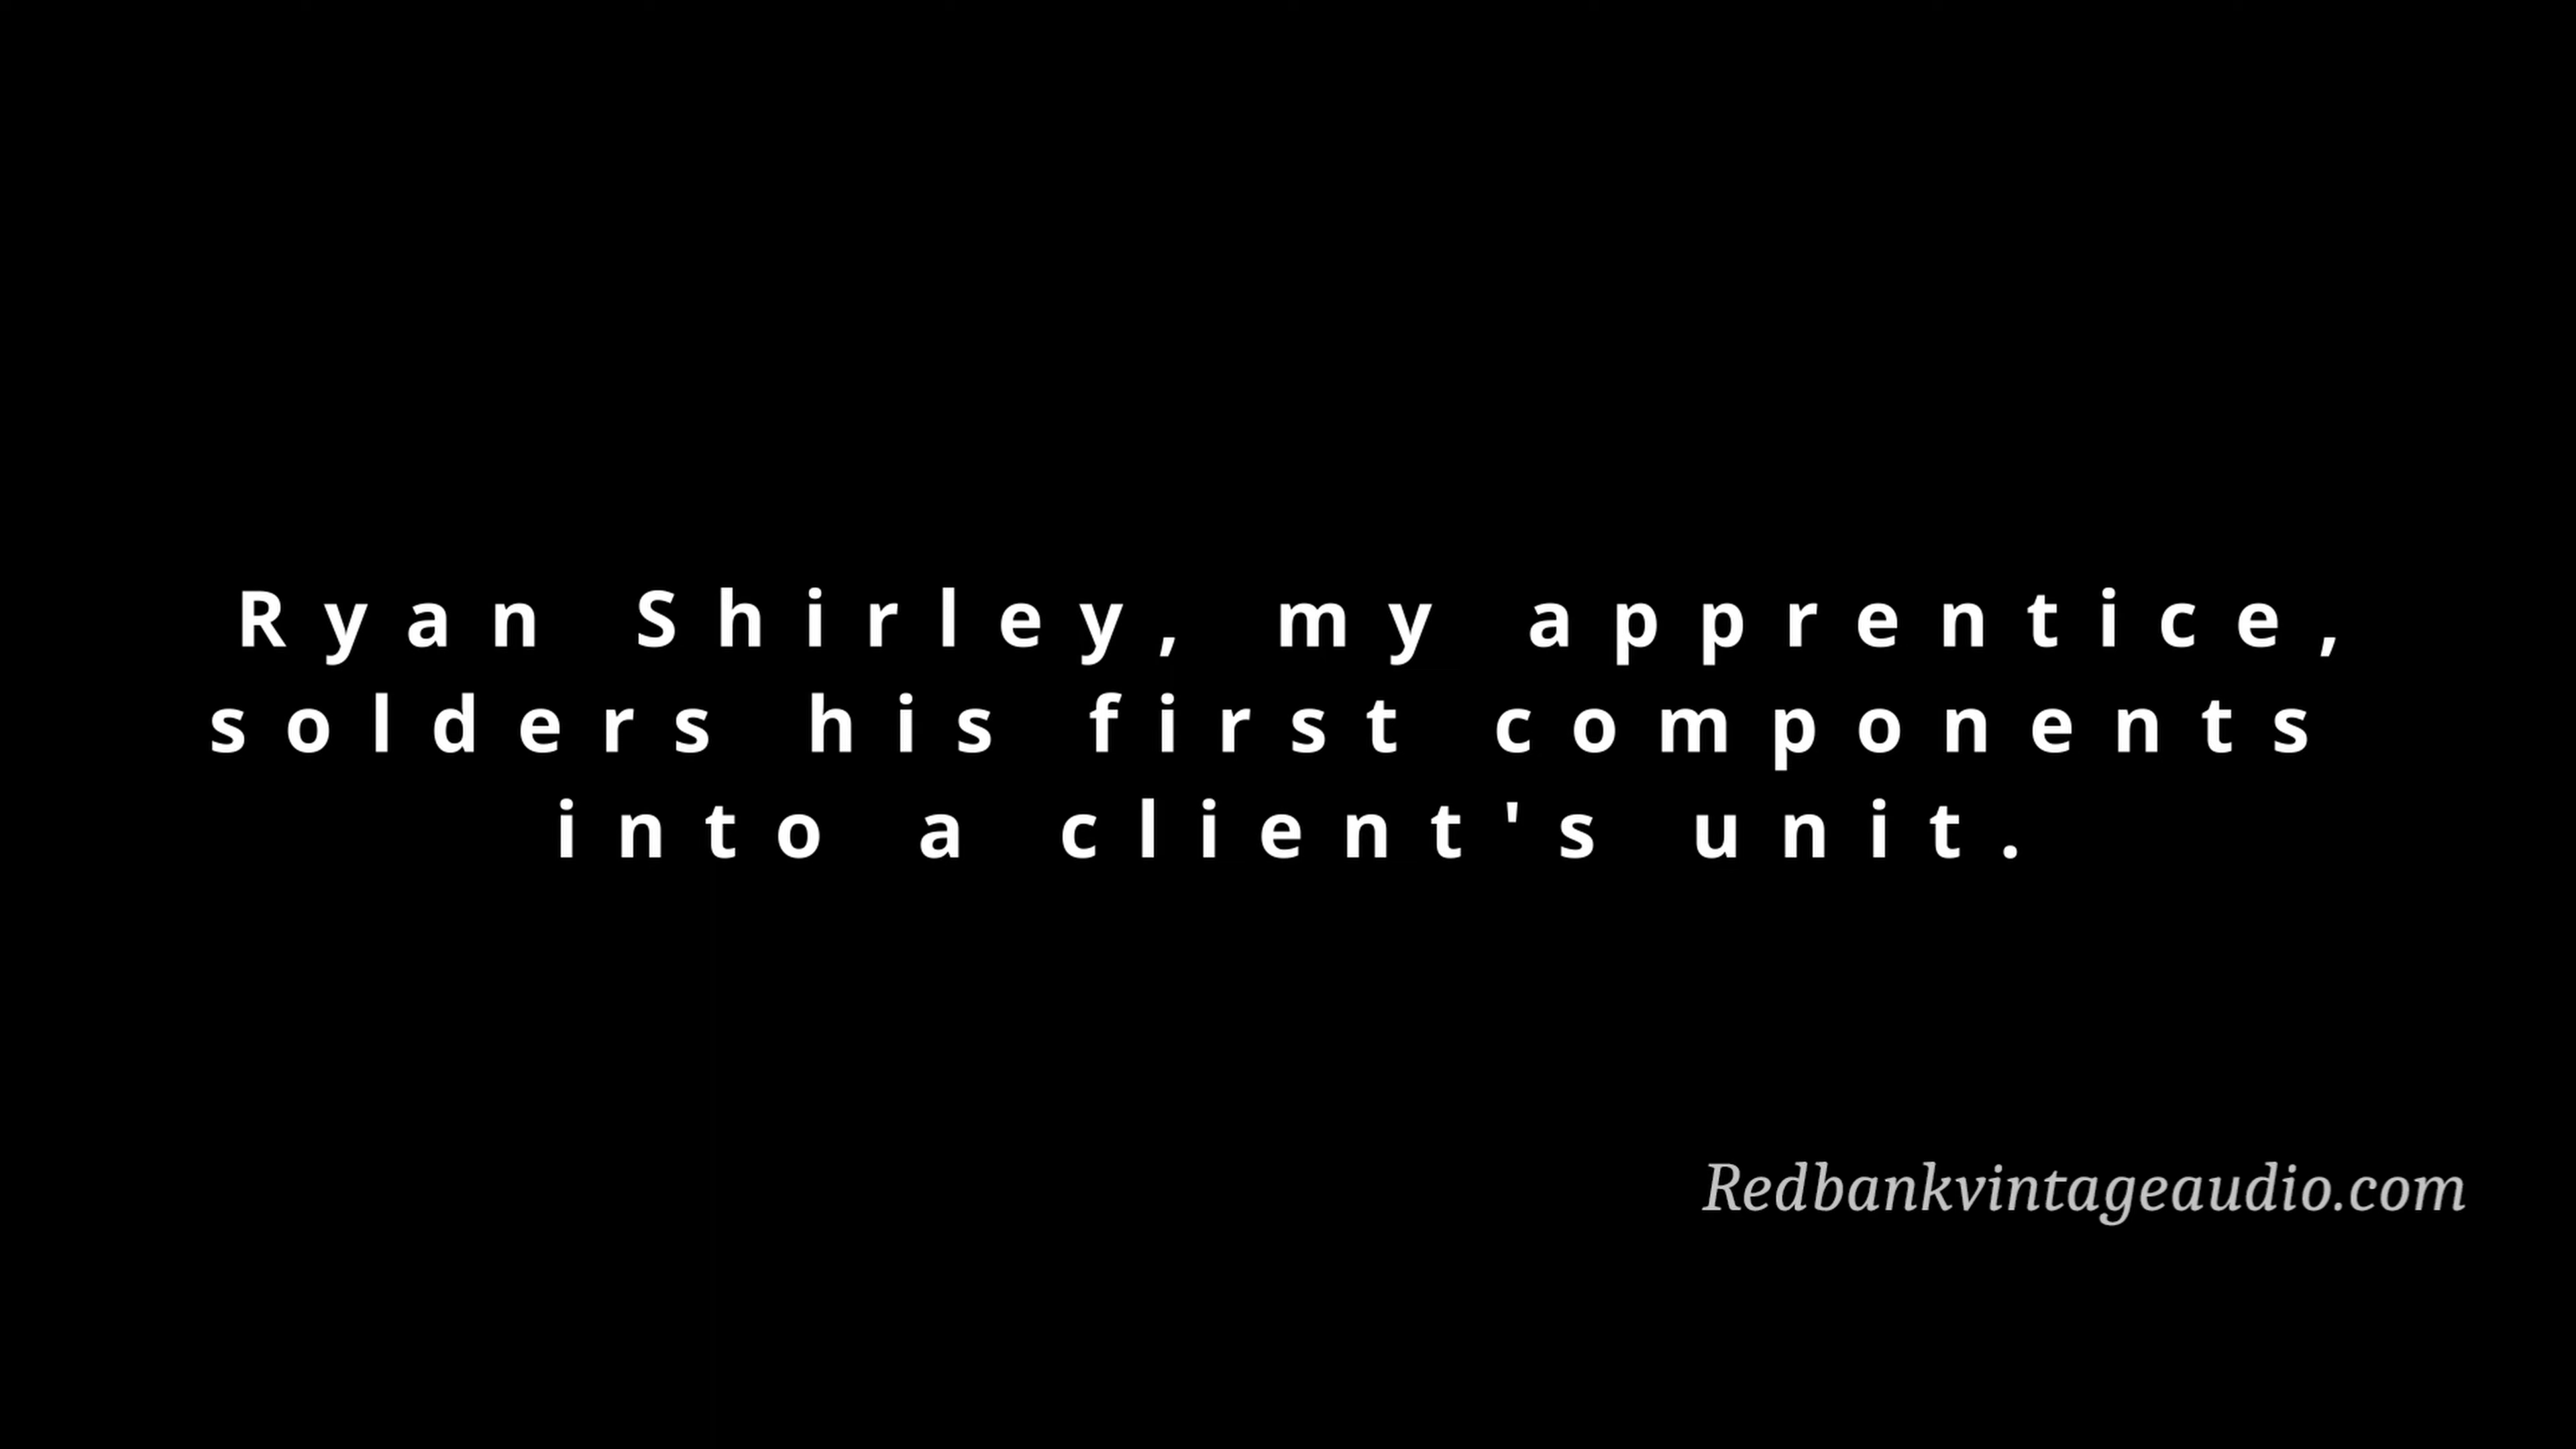 Ryan Shirley, my apprentice,
solders his first components
into a client's unit.
Redbankvintageaudio.com